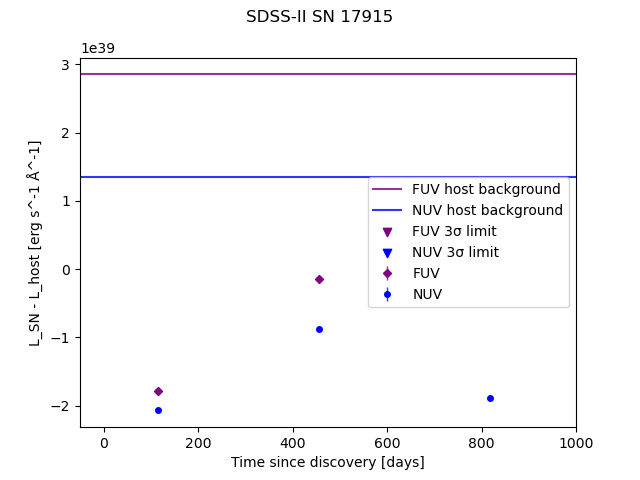 SDSS-II SN 17915
1e39
3
2
1
0
−1
−2
L_SN - L_host [erg s^-1 Å^-1]
FUV host background
NUV host background
FUV 3σ limit
NUV 3σ limit
FUV
NUV
0 200 400 600 800 1000
Time since discovery [days]